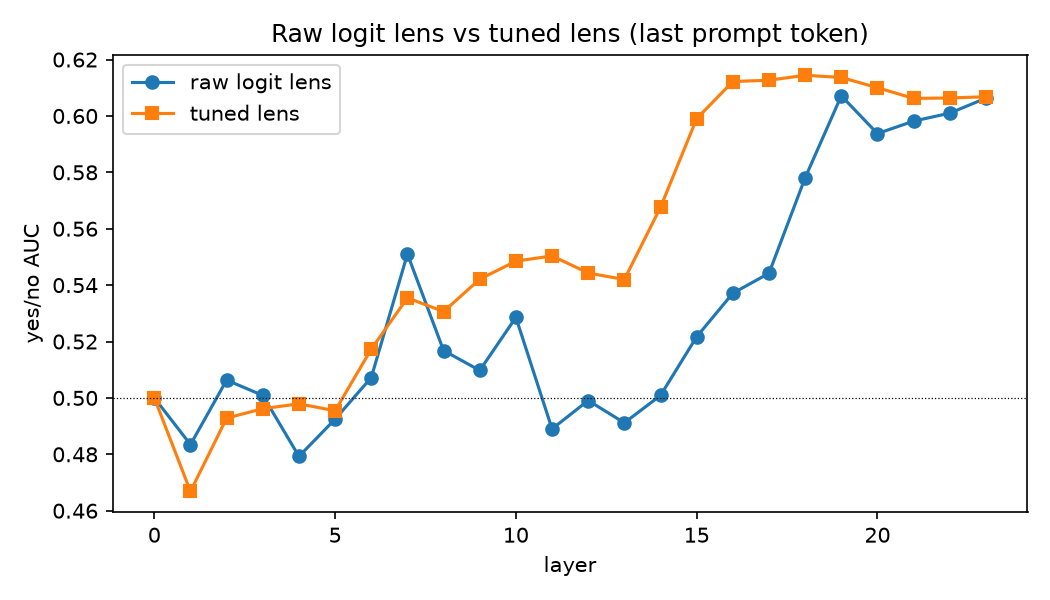 Raw logit lens vs tuned lens (last prompt token)
raw logit lens
tuned lens
yes/no AUC
0.62
0.60
0.58
0.56
0.54
0.52
0.50
0.48
0.46
0 5 10 15 20
layer